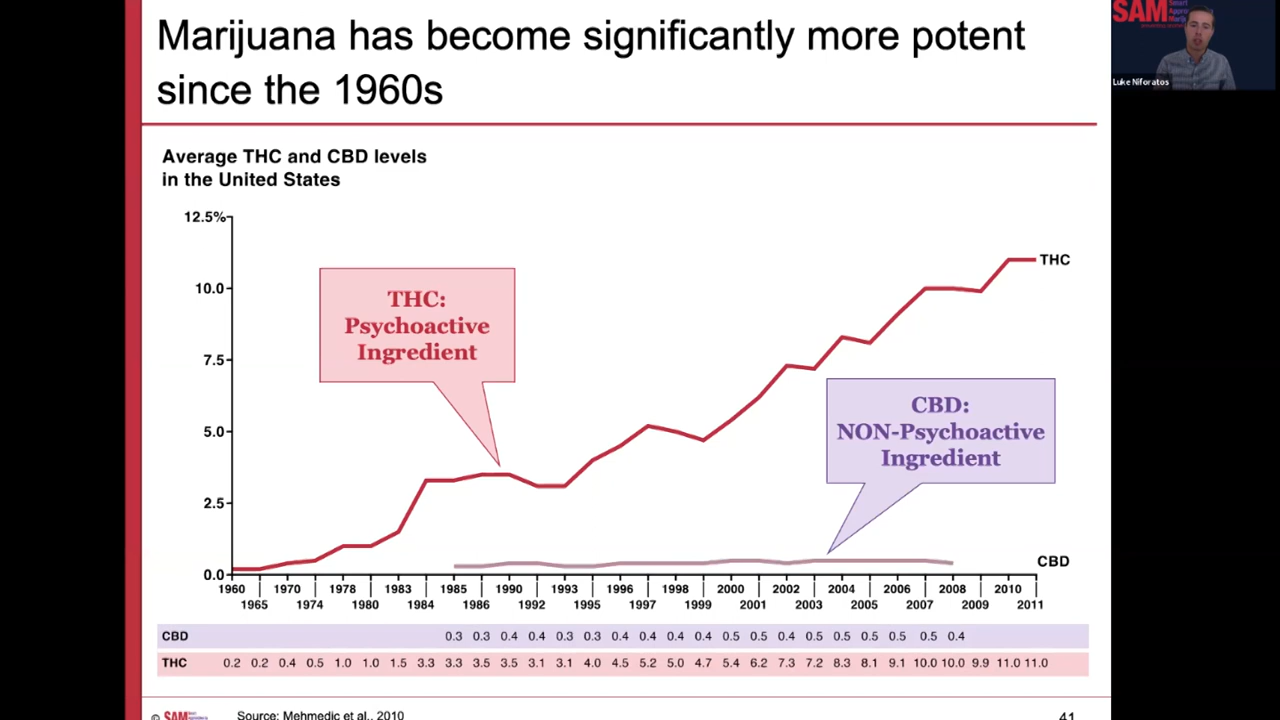 Marijuana has become significantly more potent
since the 1960s
SAM Smart
Luke Niforatos
Average THC and CBD levels
in the United States
12.5%
10.0
7.5
5.0
2.5
0.0
THC:
Psychoactive
Ingredient
THC
CBD:
NON-Psychoactive
Ingredient
CBD
1960 1970 1978 1983 1985 1990 1993 1996 1998 2000 2002 2004 2006 2008 2010
1965 1974 1980 1984 1986 1992 1995 1997 1999 2001 2003 2005 2007 2009 2011
CBD 0.3 0.3 0.4 0.4 0.3 0.3 0.4 0.4 0.4 0.4 0.5 0.5 0.4 0.5 0.5 0.5 0.5 0.5 0.4
THC 0.2 0.2 0.4 0.5 1.0 1.0 1.5 3.3 3.3 3.5 3.5 3.1 3.1 4.0 4.5 5.2 5.0 4.7 5.4 6.2 7.3 7.2 8.3 8.1 9.1 10.0 10.0 9.9 11.0 11.0
© SAM
Source: Mehmedic et al., 2010
41